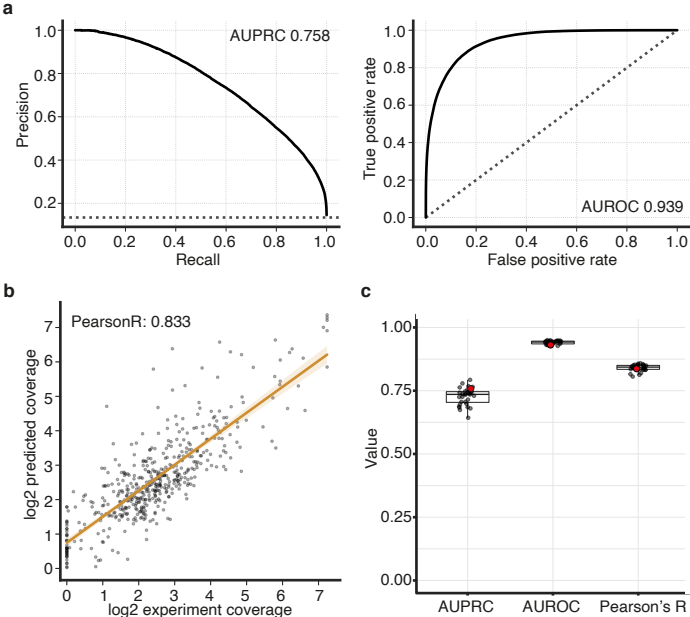 a
AUPRC 0.758
Precision
1.0
0.8
0.6
0.4
0.2
0.0 0.2 0.4 0.6 0.8 1.0
Recall
True positive rate
1.0
0.8
0.6
0.4
0.2
0.0
AUROC 0.939
0.0 0.2 0.4 0.6 0.8 1.0
False positive rate
b
PearsonR: 0.833
log2 predicted coverage
7
6
5
4
3
2
1
0
0 1 2 3 4 5 6 7
log2 experiment coverage
c
Value
1.00
0.75
0.50
0.25
0.00
AUPRC AUROC Pearson's R